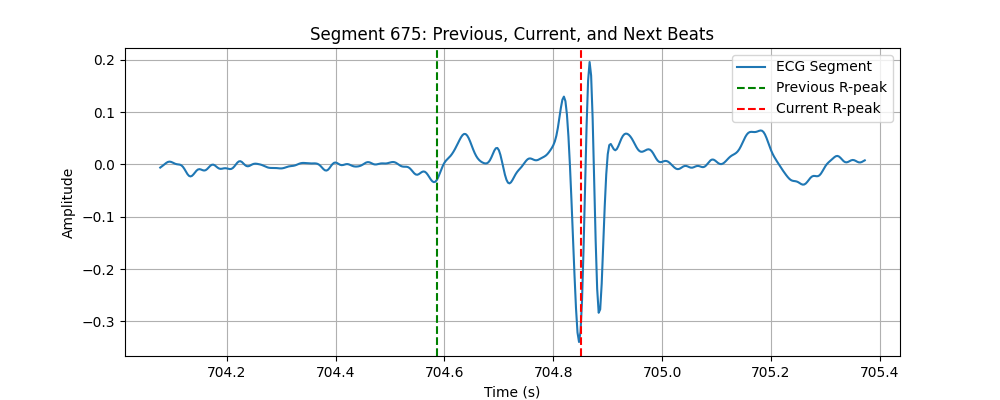 Segment 675: Previous, Current, and Next Beats
ECG Segment
Previous R-peak
Current R-peak
0.2
0.1
0.0
−0.1
−0.2
−0.3
Amplitude
704.2 704.4 704.6 704.8 705.0 705.2 705.4
Time (s)